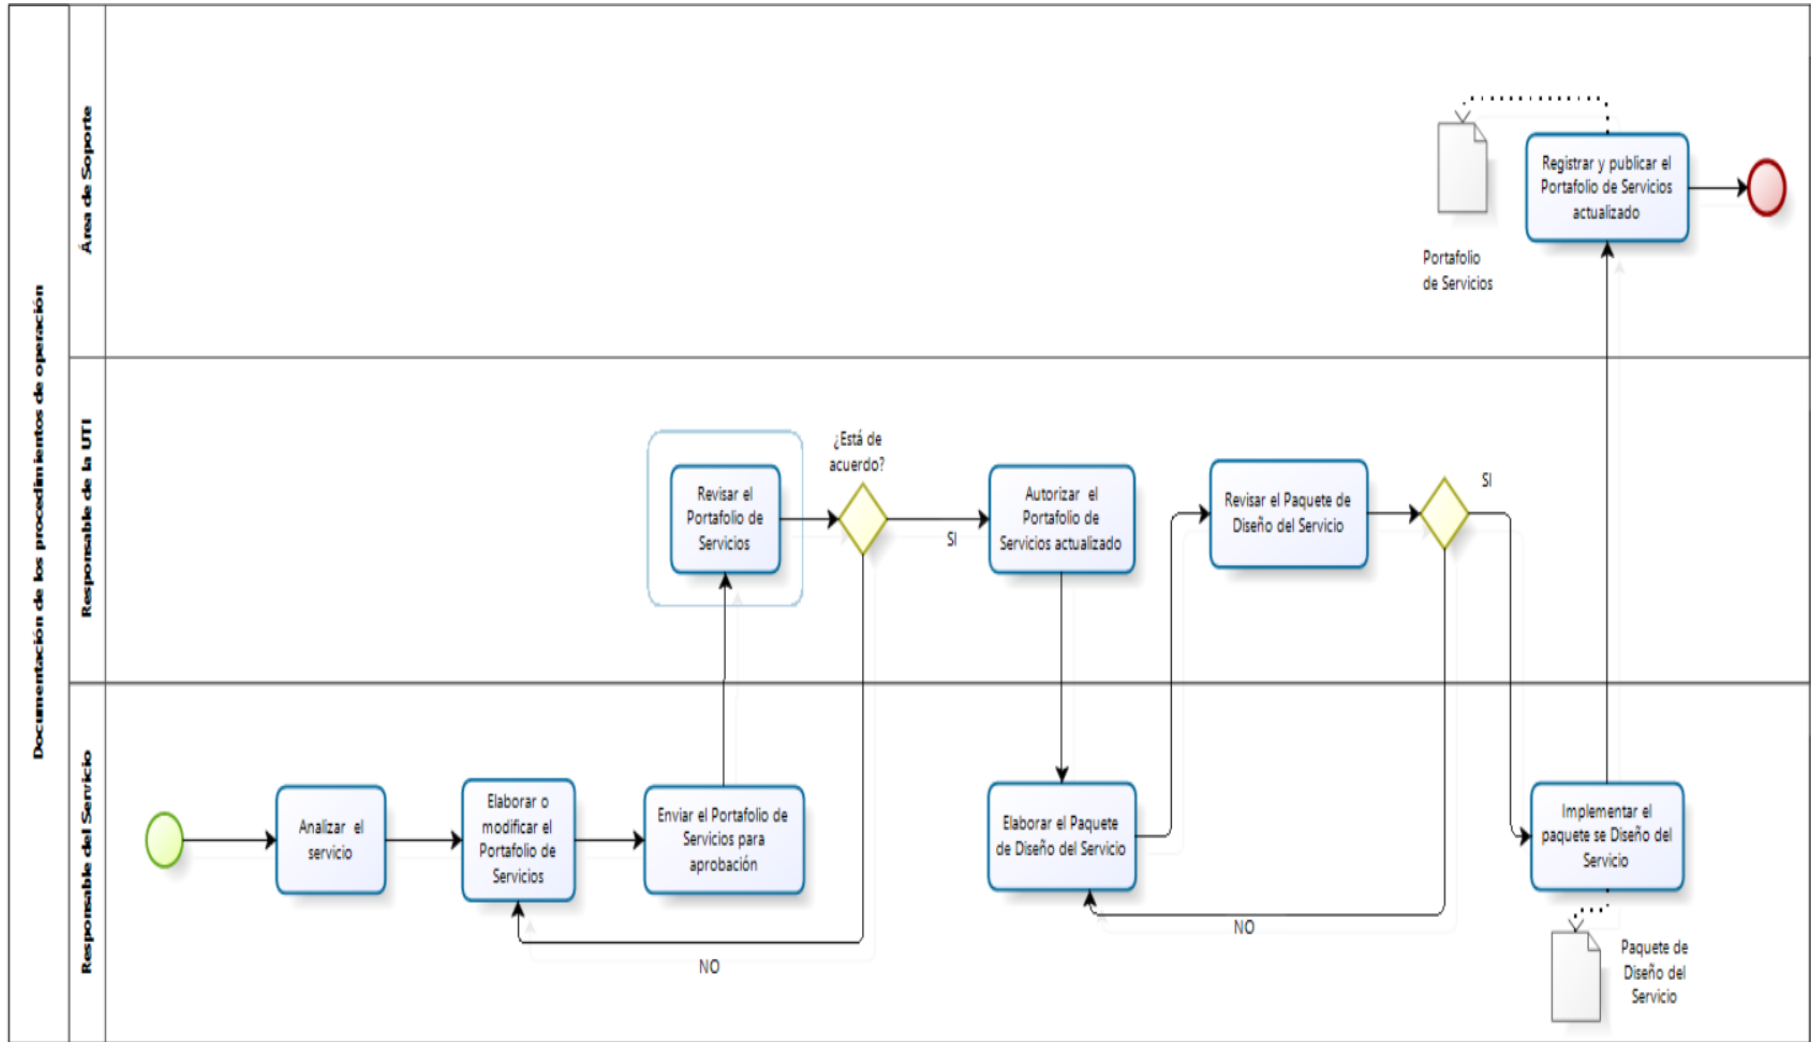 Documentación de los procedimientos de operación
Área de Soporte
Registrar y publicar el
Portafolio de Servicios
actualizado
Portafolio
de Servicios
Responsable de la UTI
Revisar el
Portafolio de
Servicios
¿Está de
acuerdo?
SI
Autorizar el
Portafolio de
Servicios actualizado
Revisar el Paquete de
Diseño del Servicio
SI
Responsable del Servicio
Analizar el
servicio
Elaborar o
modificar el
Portafolio de
Servicios
Enviar el Portafolio de
Servicios para
aprobación
NO
Elaborar el Paquete
de Diseño del Servicio
NO
Implementar el
paquete se Diseño del
Servicio
Paquete de
Diseño del
Servicio